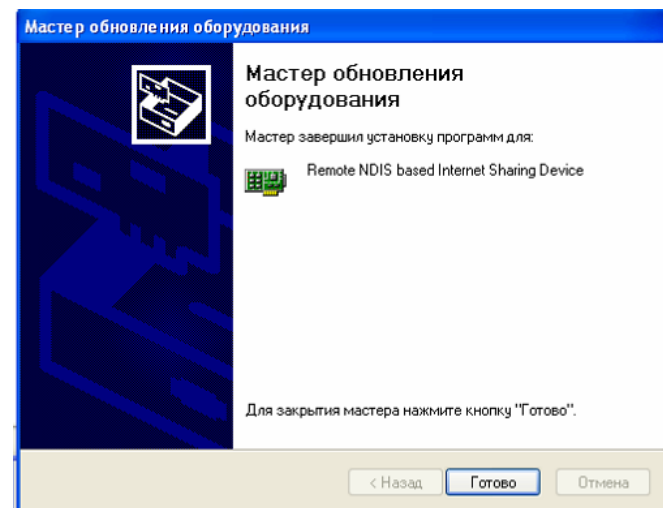 Мастер обновления оборудования
Мастер обновления
оборудования
Мастер завершил установку программ для:
Remote NDIS based Internet Sharing Device
Для закрытия мастера нажмите кнопку "Готово".
< Назад
Готово
Отмена